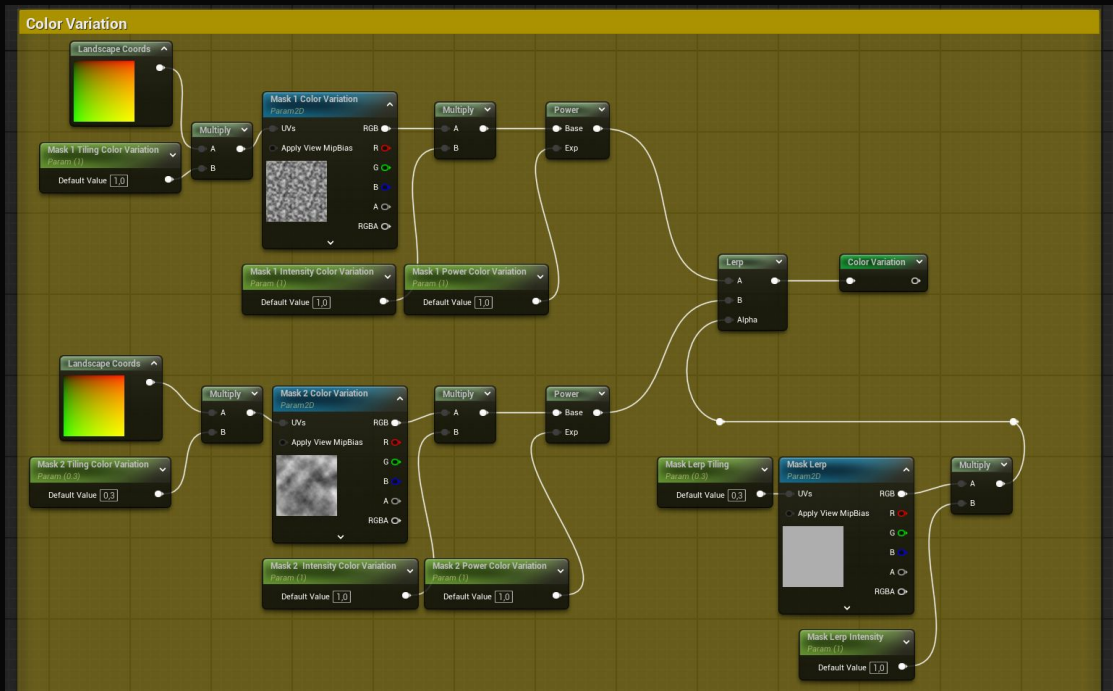 Color Variation
Landscape Coords
Mask 1 Tiling Color Variation
Param (1)
Default Value 1,0
Multiply
A
B
Mask 1 Color Variation
Param2D
UVs RGB
Apply View MipBias R
G
B
A
RGBA
Multiply
A
B
Power
Base
Exp
Mask 1 Intensity Color Variation
Param (1)
Default Value 1,0
Mask 1 Power Color Variation
Param (1)
Default Value 1,0
Lerp
A
B
Alpha
Color Variation
Landscape Coords
Mask 2 Tiling Color Variation
Param (0.3)
Default Value 0,3
Multiply
A
B
Mask 2 Color Variation
Param2D
UVs RGB
Apply View MipBias R
G
B
A
RGBA
Multiply
A
B
Power
Base
Exp
Mask 2 Intensity Color Variation
Param (1)
Default Value 1,0
Mask 2 Power Color Variation
Param (1)
Default Value 1,0
Mask Lerp Tiling
Param (0.3)
Default Value 0,3
Mask Lerp
Param2D
UVs RGB
Apply View MipBias R
G
B
A
RGBA
Multiply
A
B
Mask Lerp Intensity
Param (1)
Default Value 1,0